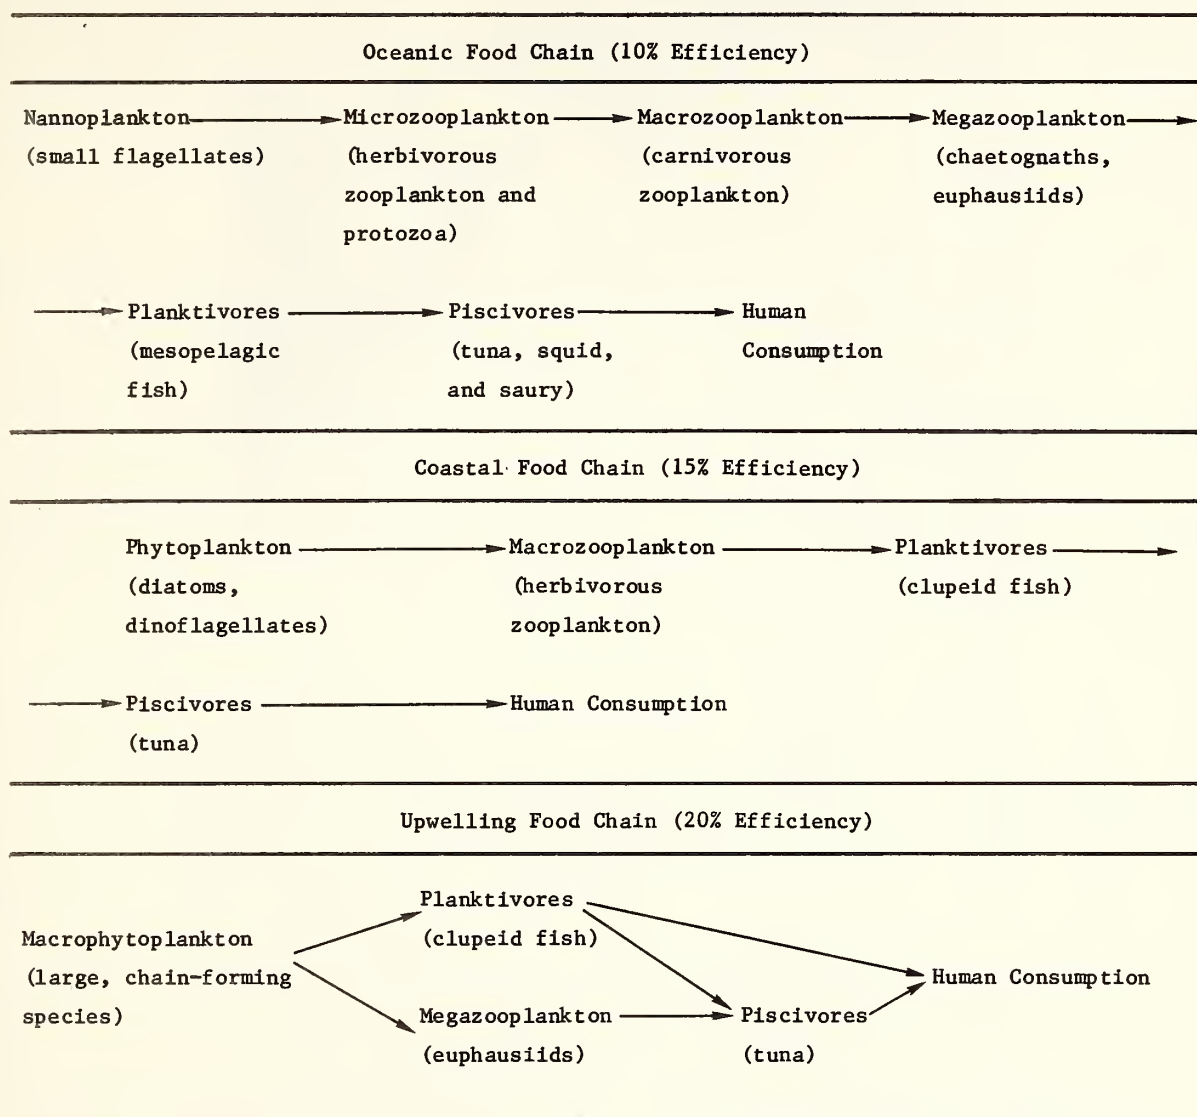 Oceanic Food Chain (10% Efficiency)
Nannoplankton Microzooplankton Macrozooplankton Megazooplankton
(small flagellates) (herbivorous (carnivorous (chaetognaths,
zooplankton and zooplankton) euphausiids)
protozoa)
Planktivores Piscivores Human
(mesopelagic (tuna, squid, Consumption
fish) and saury)
Coastal Food Chain (15% Efficiency)
Phytoplankton Macrozooplankton Planktivores
(diatoms, (herbivorous (clupeid fish)
dinoflagellates) zooplankton)
Piscivores Human Consumption
(tuna)
Upwelling Food Chain (20% Efficiency)
Planktivores
Macrophytoplankton (clupeid fish)
(large, chain-forming Human Consumption
species) Megazooplankton Piscivores
(euphausiids) (tuna)